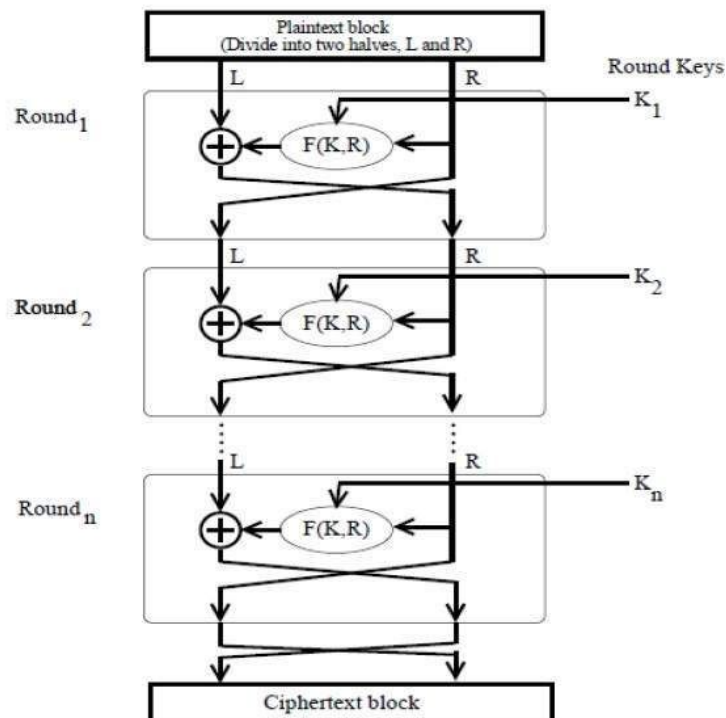 Plaintext block
(Divide into two halves, L and R)
L
R
Round Keys
Round1
K1
F(K,R)
L
R
Round2
K2
F(K,R)
L
R
Roundn
Kn
F(K,R)
Ciphertext block